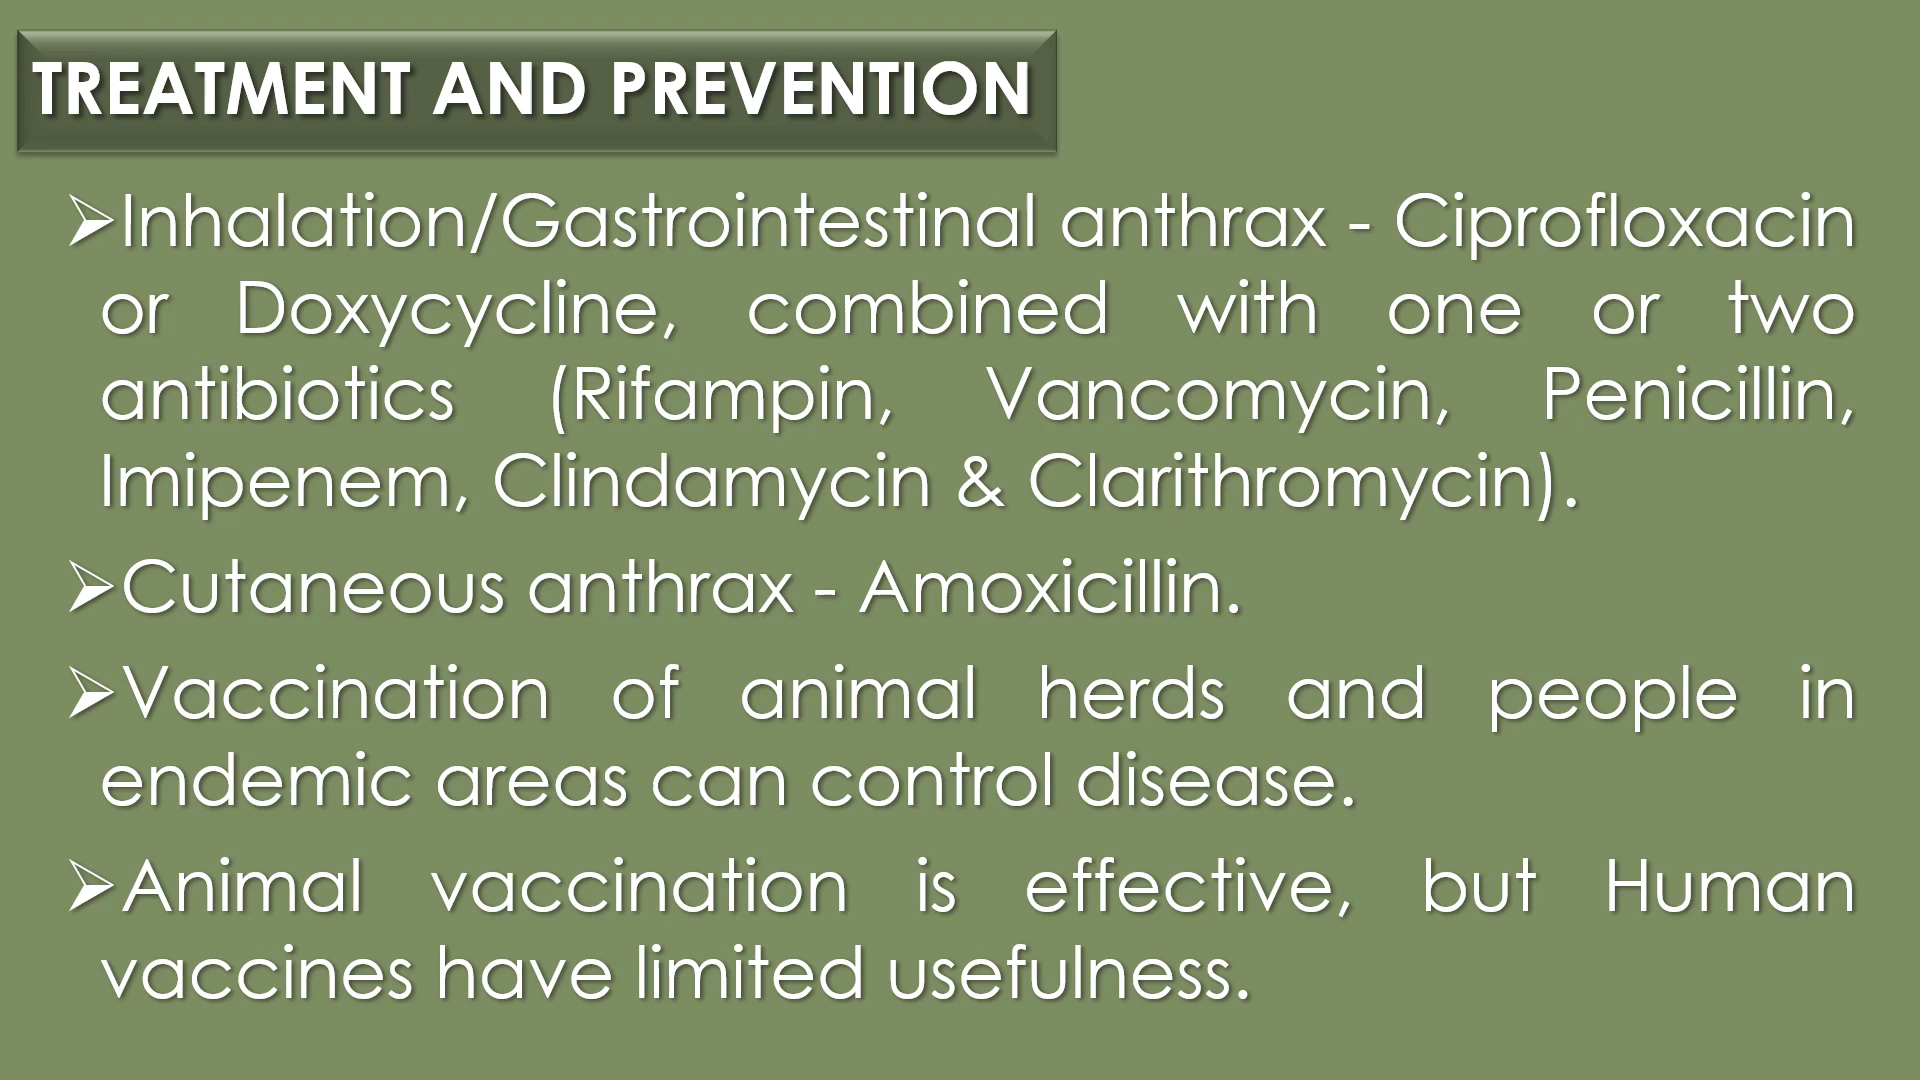 TREATMENT AND PREVENTION
➢Inhalation/Gastrointestinal anthrax - Ciprofloxacin
or Doxycycline, combined with one or two
antibiotics (Rifampin, Vancomycin, Penicillin,
Imipenem, Clindamycin & Clarithromycin).
➢Cutaneous anthrax - Amoxicillin.
➢Vaccination of animal herds and people in
endemic areas can control disease.
➢Animal vaccination is effective, but Human
vaccines have limited usefulness.